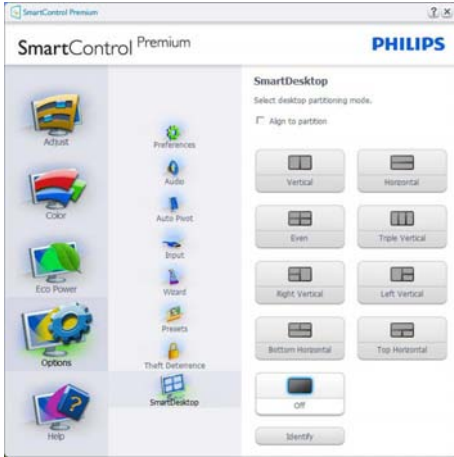 SmartControl Premium
SmartControl Premium
PHILIPS
Adjust
Color
Eco Power
Options
Help
Preferences
Audio
Auto Pivot
Input
Wizard
Presets
Theft Deterrence
SmartDesktop
SmartDesktop
Select desktop partitioning mode.
Align to partition
Vertical
Horizontal
Even
Triple Vertical
Right Vertical
Left Vertical
Bottom Horizontal
Top Horizontal
Off
Identify